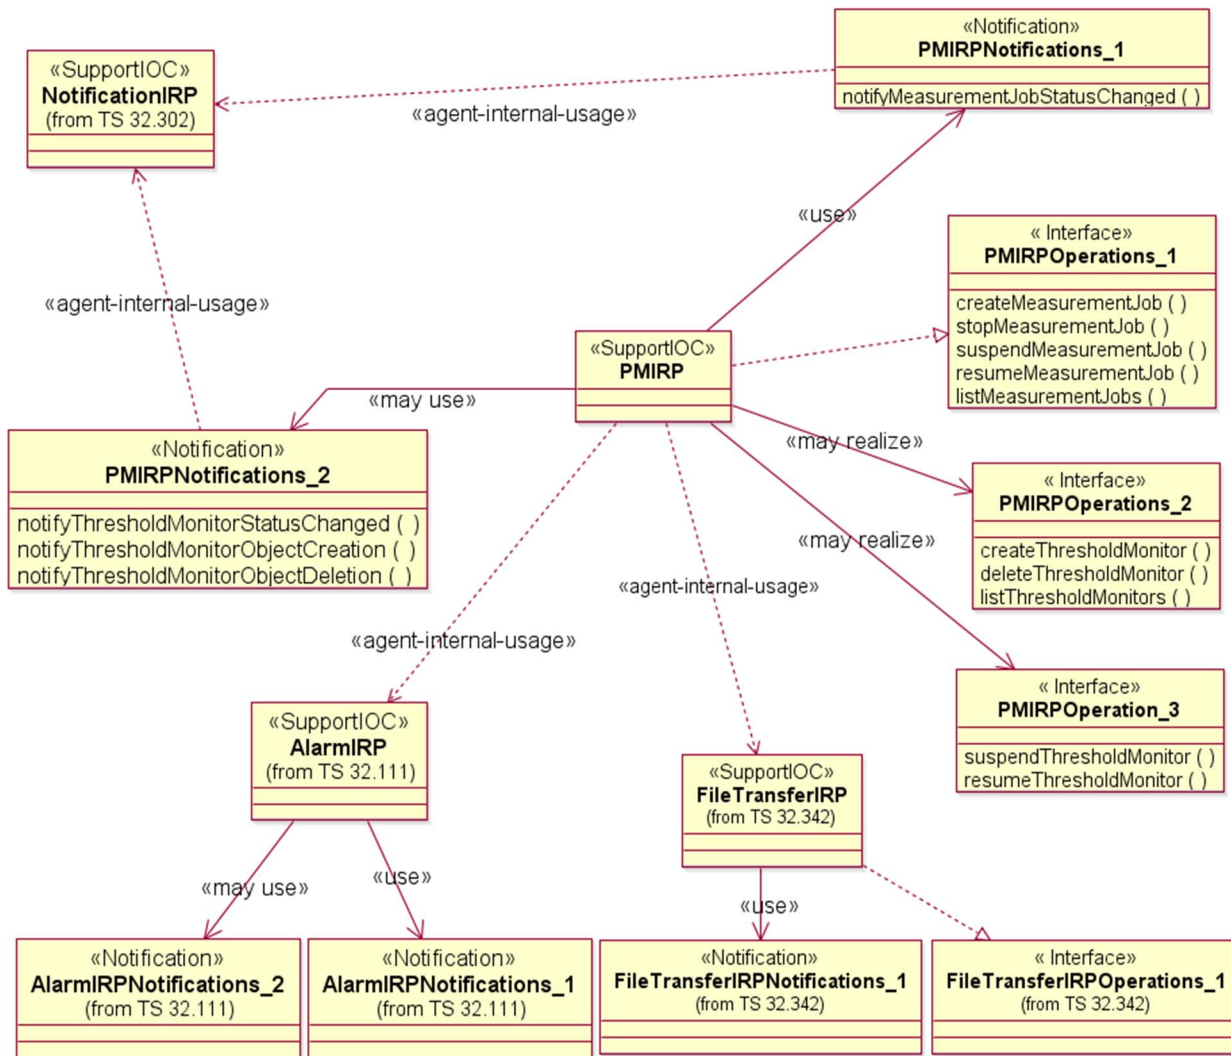 «Notification»
PMIRPNotifications_1
notifyMeasurementJobStatusChanged ( )
«SupportIOC»
NotificationIRP
(from TS 32.302)
«agent-internal-usage»
«use»
« Interface»
PMIRPOperations_1
createMeasurementJob ( )
stopMeasurementJob ( )
suspendMeasurementJob ( )
resumeMeasurementJob ( )
listMeasurementJobs ( )
«agent-internal-usage»
«SupportIOC»
PMIRP
«may use»
«Notification»
PMIRPNotifications_2
notifyThresholdMonitorStatusChanged ( )
notifyThresholdMonitorObjectCreation ( )
notifyThresholdMonitorObjectDeletion ( )
«may realize»
« Interface»
PMIRPOperations_2
createThresholdMonitor ( )
deleteThresholdMonitor ( )
listThresholdMonitors ( )
«may realize»
«agent-internal-usage»
«agent-internal-usage»
« Interface»
PMIRPOperation_3
suspendThresholdMonitor ( )
resumeThresholdMonitor ( )
«SupportIOC»
AlarmIRP
(from TS 32.111)
«SupportIOC»
FileTransferIRP
(from TS 32.342)
«may use»
«use»
«use»
«Notification»
AlarmIRPNotifications_2
(from TS 32.111)
«Notification»
AlarmIRPNotifications_1
(from TS 32.111)
«Notification»
FileTransferIRPNotifications_1
(from TS 32.342)
« Interface»
FileTransferIRPOperations_1
(from TS 32.342)